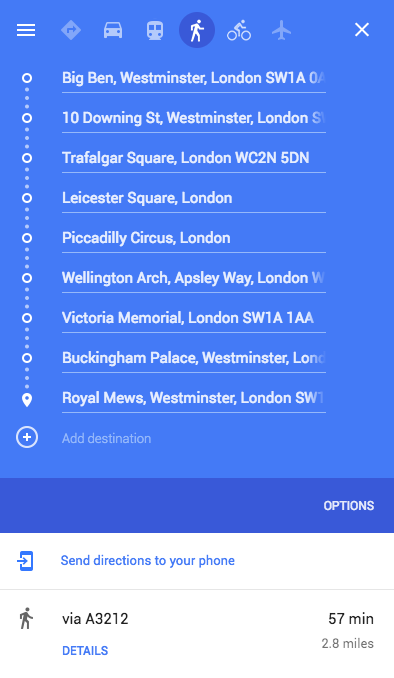 Big Ben, Westminster, London SW1A 0A
10 Downing St, Westminster, London SW
Trafalgar Square, London WC2N 5DN
Leicester Square, London
Piccadilly Circus, London
Wellington Arch, Apsley Way, London W
Victoria Memorial, London SW1A 1AA
Buckingham Palace, Westminster, Lond
Royal Mews, Westminster, London SW1
Add destination
OPTIONS
Send directions to your phone
via A3212
57 min
2.8 miles
DETAILS